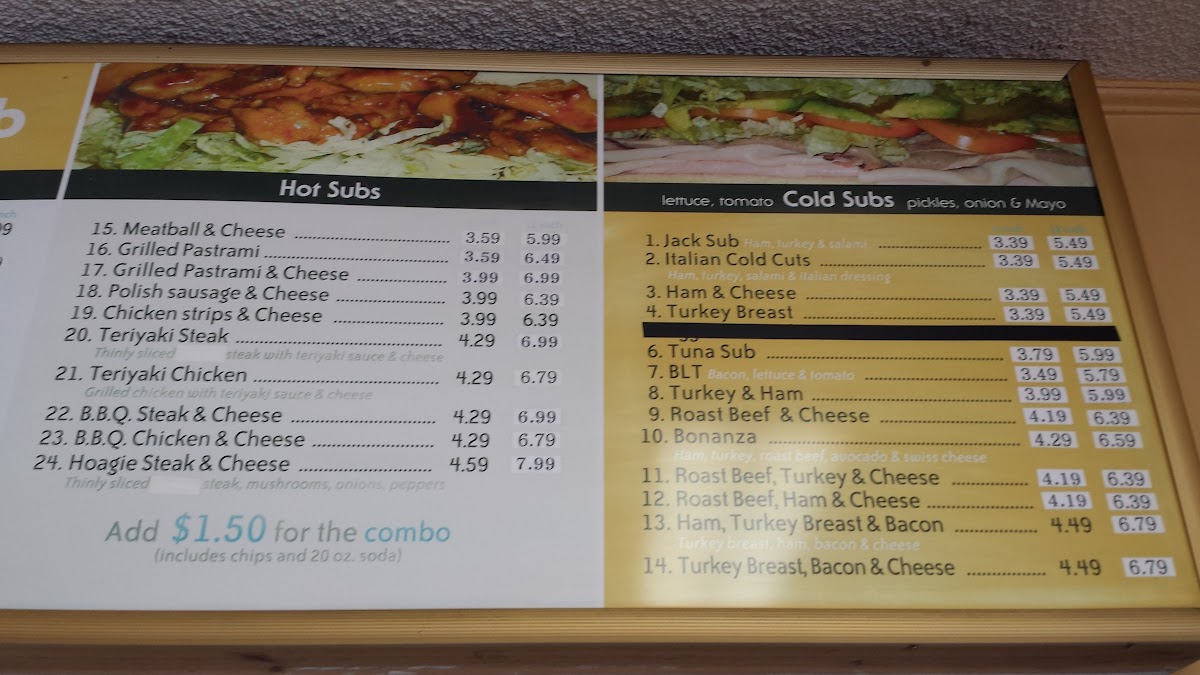 b
Hot Subs
15. Meatball & Cheese 3.59 5.99
16. Grilled Pastrami 3.59 6.49
17. Grilled Pastrami & Cheese 3.99 6.99
18. Polish sausage & Cheese 3.99 6.39
19. Chicken strips & Cheese 3.99 6.39
20. Teriyaki Steak 4.29 6.99
Thinly sliced steak with teriyaki sauce & cheese
21. Teriyaki Chicken 4.29 6.79
Grilled chicken with teriyaki sauce & cheese
22. B.B.Q. Steak & Cheese 4.29 6.99
23. B.B.Q. Chicken & Cheese 4.29 6.79
24. Hoagie Steak & Cheese 4.59 7.99
Thinly sliced steak, mushrooms, onions, peppers
Add $1.50 for the combo
(includes chips and 20 oz. soda)
lettuce, tomato Cold Subs pickles, onion & Mayo
1. Jack Sub Ham, turkey & salami 3.39 5.49
2. Italian Cold Cuts 3.39 5.49
Ham, turkey, salami & italian dressing
3. Ham & Cheese 3.39 5.49
4. Turkey Breast 3.39 5.49
6. Tuna Sub 3.79 5.99
7. BLT Bacon, lettuce & tomato 3.49 5.79
8. Turkey & Ham 3.99 5.99
9. Roast Beef & Cheese 4.19 6.39
10. Bonanza 4.29 6.59
Ham, turkey, roast beef, avocado & swiss cheese
11. Roast Beef, Turkey & Cheese 4.19 6.39
12. Roast Beef, Ham & Cheese 4.19 6.39
13. Ham, Turkey Breast & Bacon 4.49 6.79
Turkey breast, ham, bacon & cheese
14. Turkey Breast, Bacon & Cheese 4.49 6.79